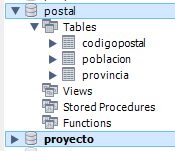 postal
Tables
codigopostal
poblacion
provincia
Views
Stored Procedures
Functions
proyecto